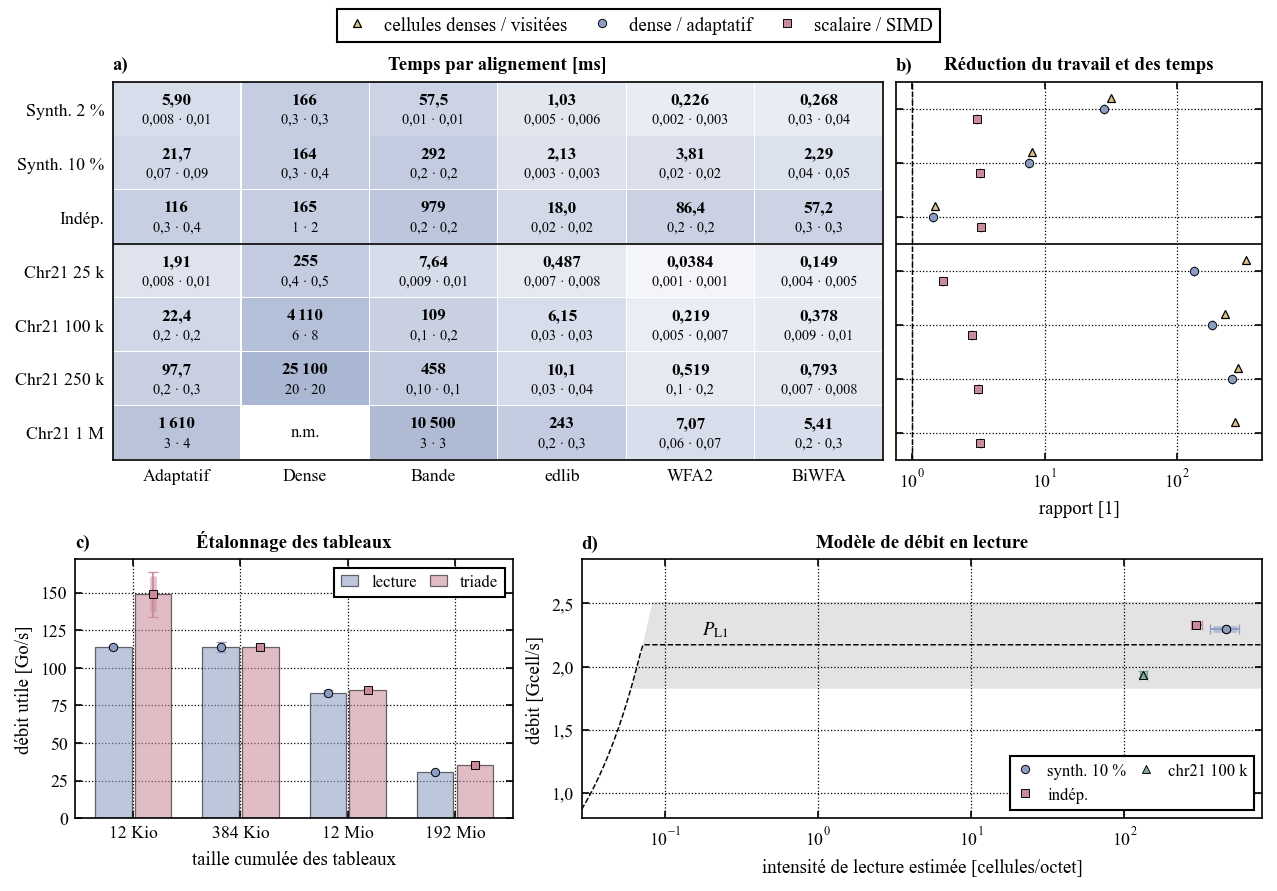 cellules denses / visitées dense / adaptatif scalaire / SIMD
a) Temps par alignement [ms]
Synth. 2 % 5,90 166 57,5 1,03 0,226 0,268
0,008 · 0,01 0,3 · 0,3 0,01 · 0,01 0,005 · 0,006 0,002 · 0,003 0,03 · 0,04
Synth. 10 % 21,7 164 292 2,13 3,81 2,29
0,07 · 0,09 0,3 · 0,4 0,2 · 0,2 0,003 · 0,003 0,02 · 0,02 0,04 · 0,05
Indép. 116 165 979 18,0 86,4 57,2
0,3 · 0,4 1 · 2 0,2 · 0,2 0,02 · 0,02 0,2 · 0,2 0,3 · 0,3
Chr21 25 k 1,91 255 7,64 0,487 0,0384 0,149
0,008 · 0,01 0,4 · 0,5 0,009 · 0,01 0,007 · 0,008 0,001 · 0,001 0,004 · 0,005
Chr21 100 k 22,4 4 110 109 6,15 0,219 0,378
0,2 · 0,2 6 · 8 0,1 · 0,2 0,03 · 0,03 0,005 · 0,007 0,009 · 0,01
Chr21 250 k 97,7 25 100 458 10,1 0,519 0,793
0,2 · 0,3 20 · 20 0,10 · 0,1 0,03 · 0,04 0,1 · 0,2 0,007 · 0,008
Chr21 1 M 1 610 n.m. 10 500 243 7,07 5,41
3 · 4 3 · 3 0,2 · 0,3 0,06 · 0,07 0,2 · 0,3
Adaptatif Dense Bande edlib WFA2 BiWFA
b) Réduction du travail et des temps
10⁰ 10¹ 10²
rapport [1]
c) Étalonnage des tableaux
lecture triade
débit utile [Go/s]
150
125
100
75
50
25
0
12 Kio 384 Kio 12 Mio 192 Mio
taille cumulée des tableaux
d) Modèle de débit en lecture
débit [Gcell/s]
2,5
2,0
1,5
1,0
P_L1
synth. 10 % chr21 100 k
indép.
10⁻¹ 10⁰ 10¹ 10²
intensité de lecture estimée [cellules/octet]